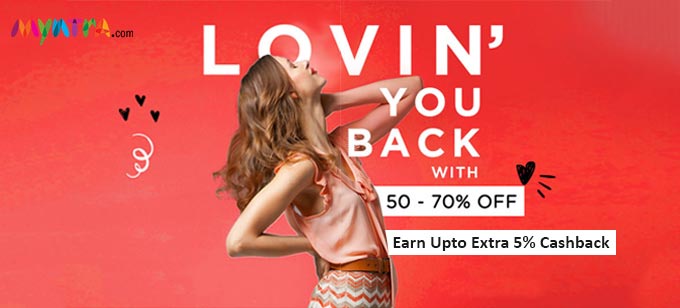 myntra.com
LOVIN'
YOU
BACK
WITH
50 - 70% OFF
Earn Upto Extra 5% Cashback